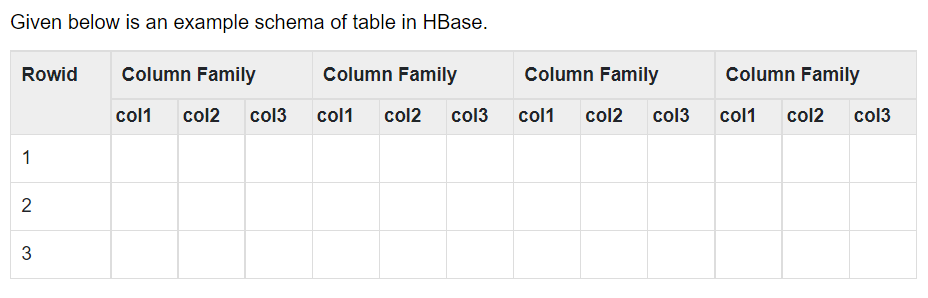 Given below is an example schema of table in HBase.
Rowid Column Family Column Family Column Family Column Family
col1 col2 col3 col1 col2 col3 col1 col2 col3 col1 col2 col3
1
2
3